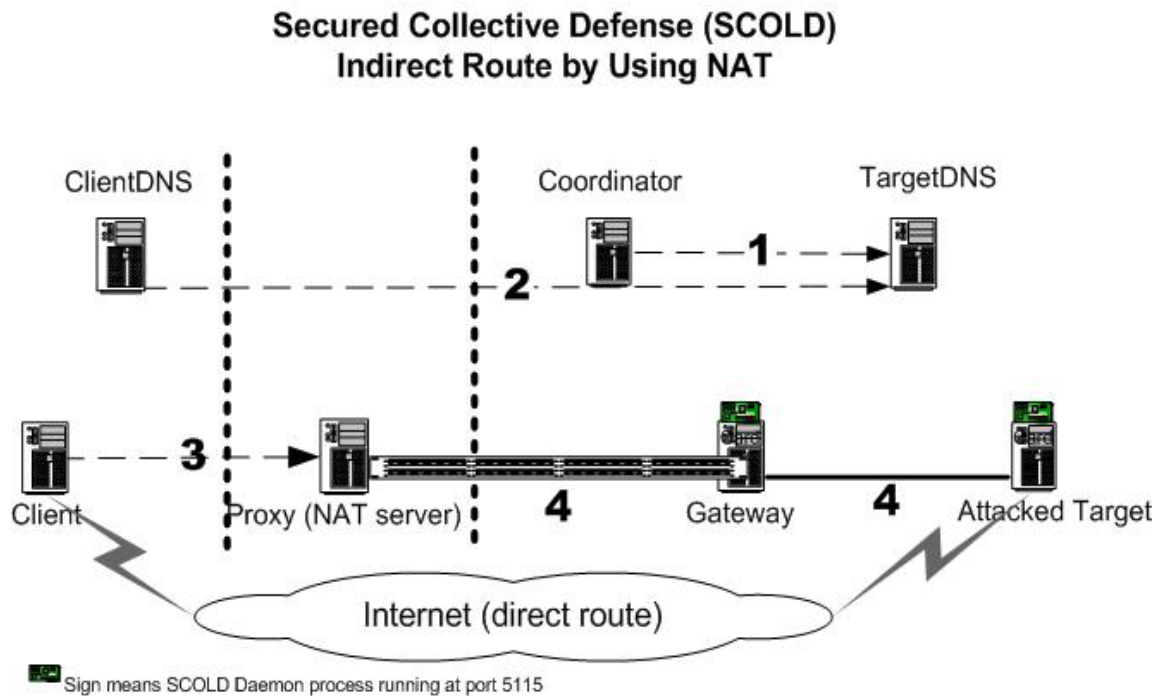 Secured Collective Defense (SCOLD)
Indirect Route by Using NAT
ClientDNS
Coordinator
TargetDNS
1
2
3
Client
Proxy (NAT server)
4
Gateway
4
Attacked Target
Internet (direct route)
Sign means SCOLD Daemon process running at port 5115